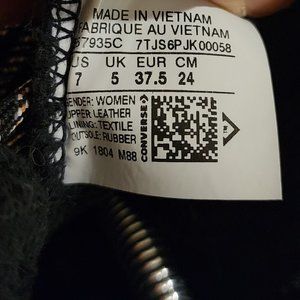 MADE IN VIETNAM
FABRIQUE AU VIETNAM
57935C 7TJS6PJK00058
US UK EUR CM
7 5 37.5 24
GENDER: WOMEN
UPPER: LEATHER
LINING: TEXTILE
OUTSOLE: RUBBER
9K 1804 M88
CONVERSE